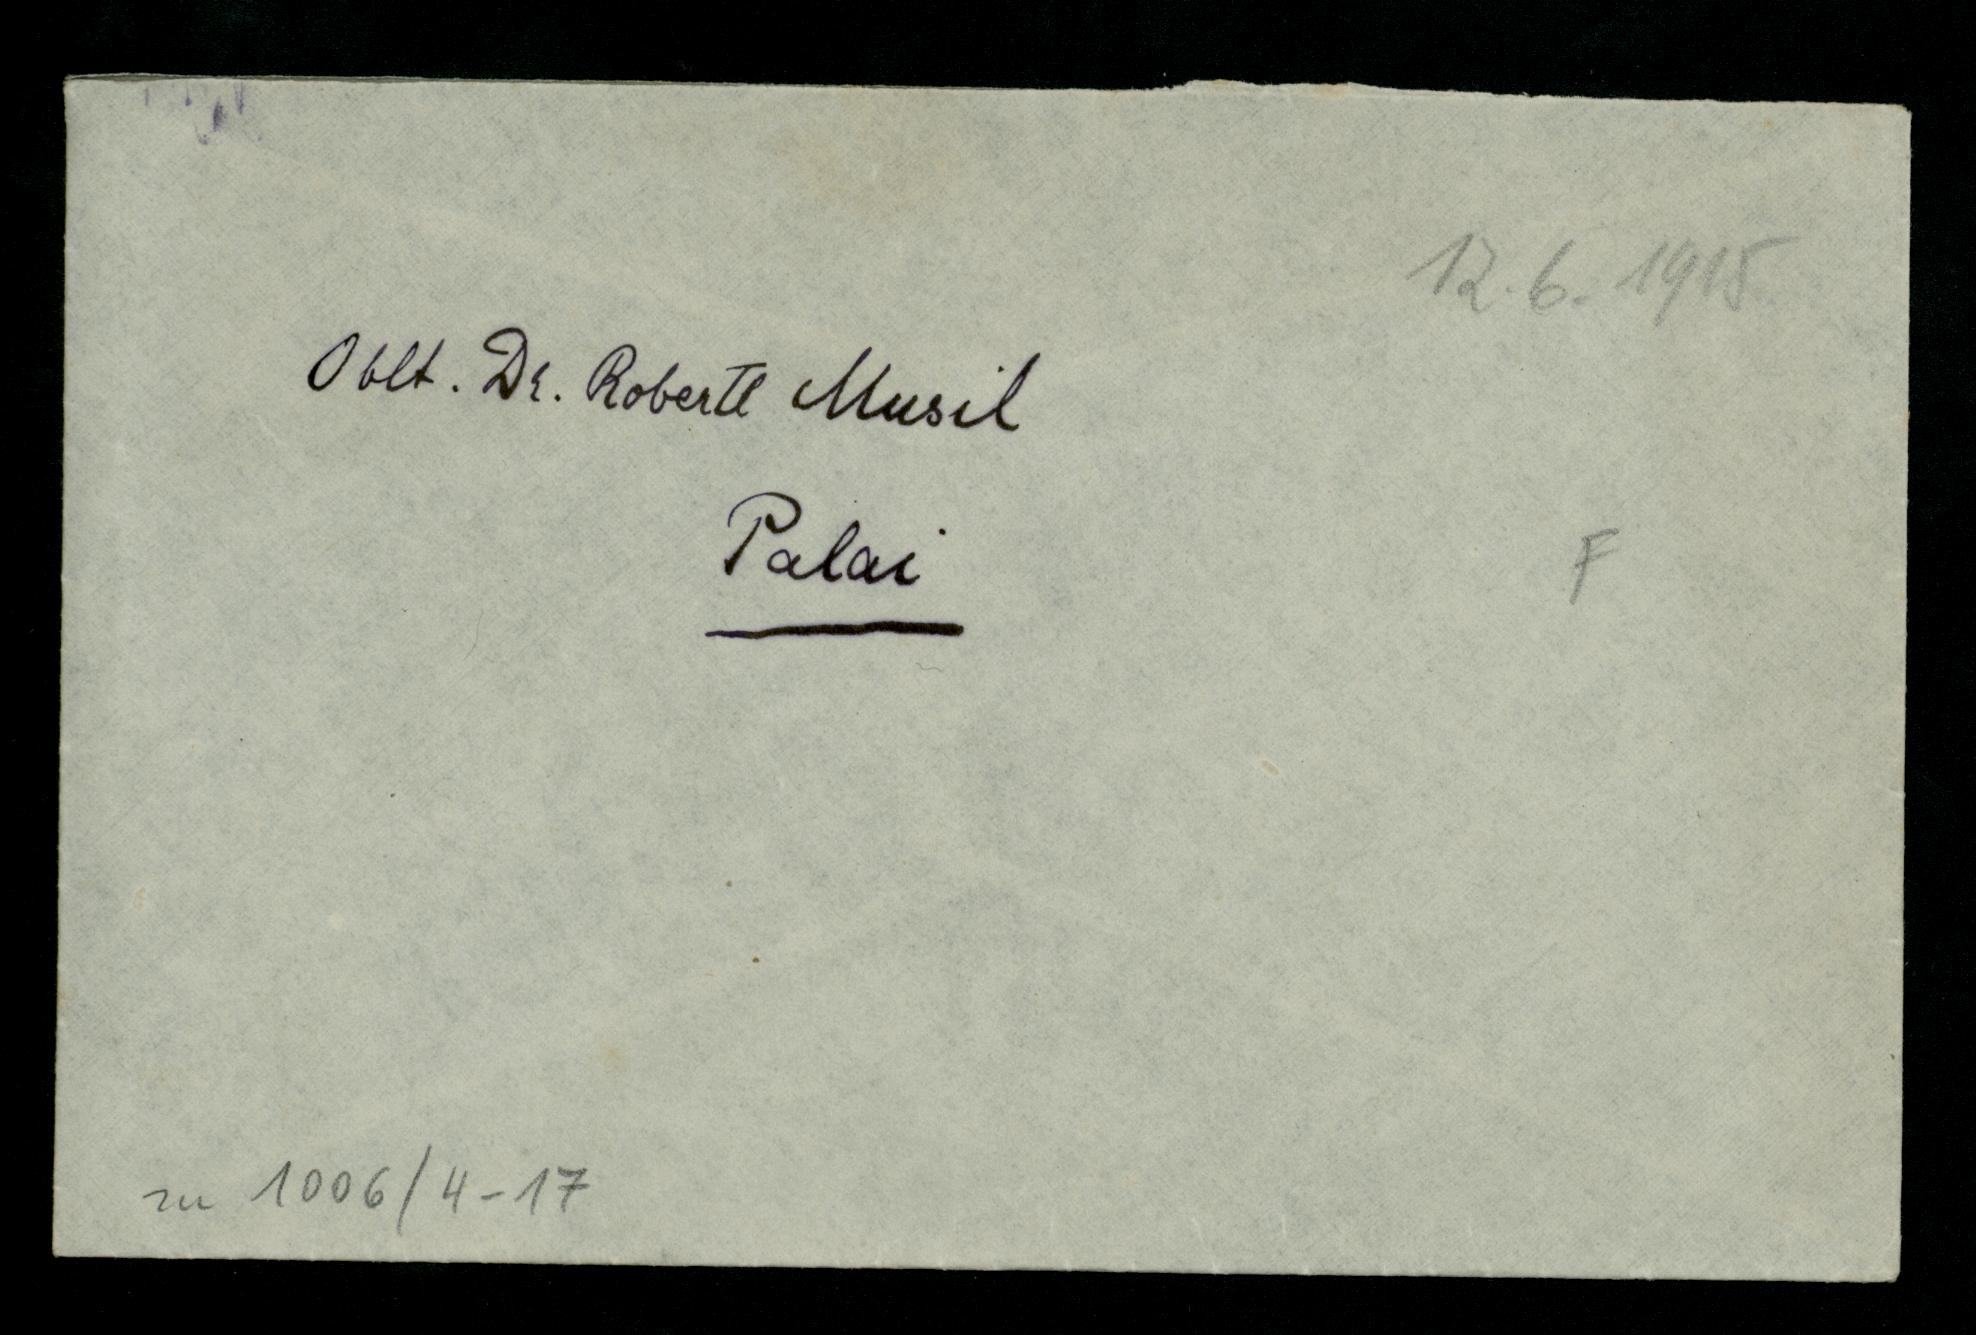 12.6.1915
Oblt. Dr. Robert Musil
Palai
F
zu 1006/4-17